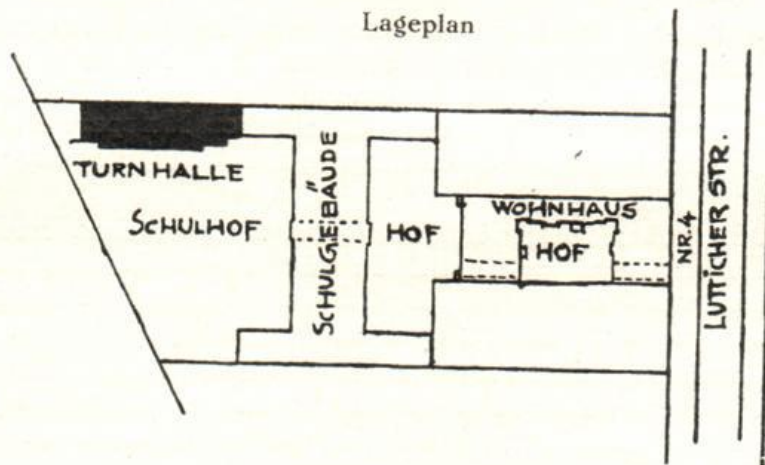 Lageplan
TURNHALLE
SCHULHOF
SCHULGEBÄUDE
HOF
WOHNHAUS
HOF
NR. 4
LÜTTICHER STR.